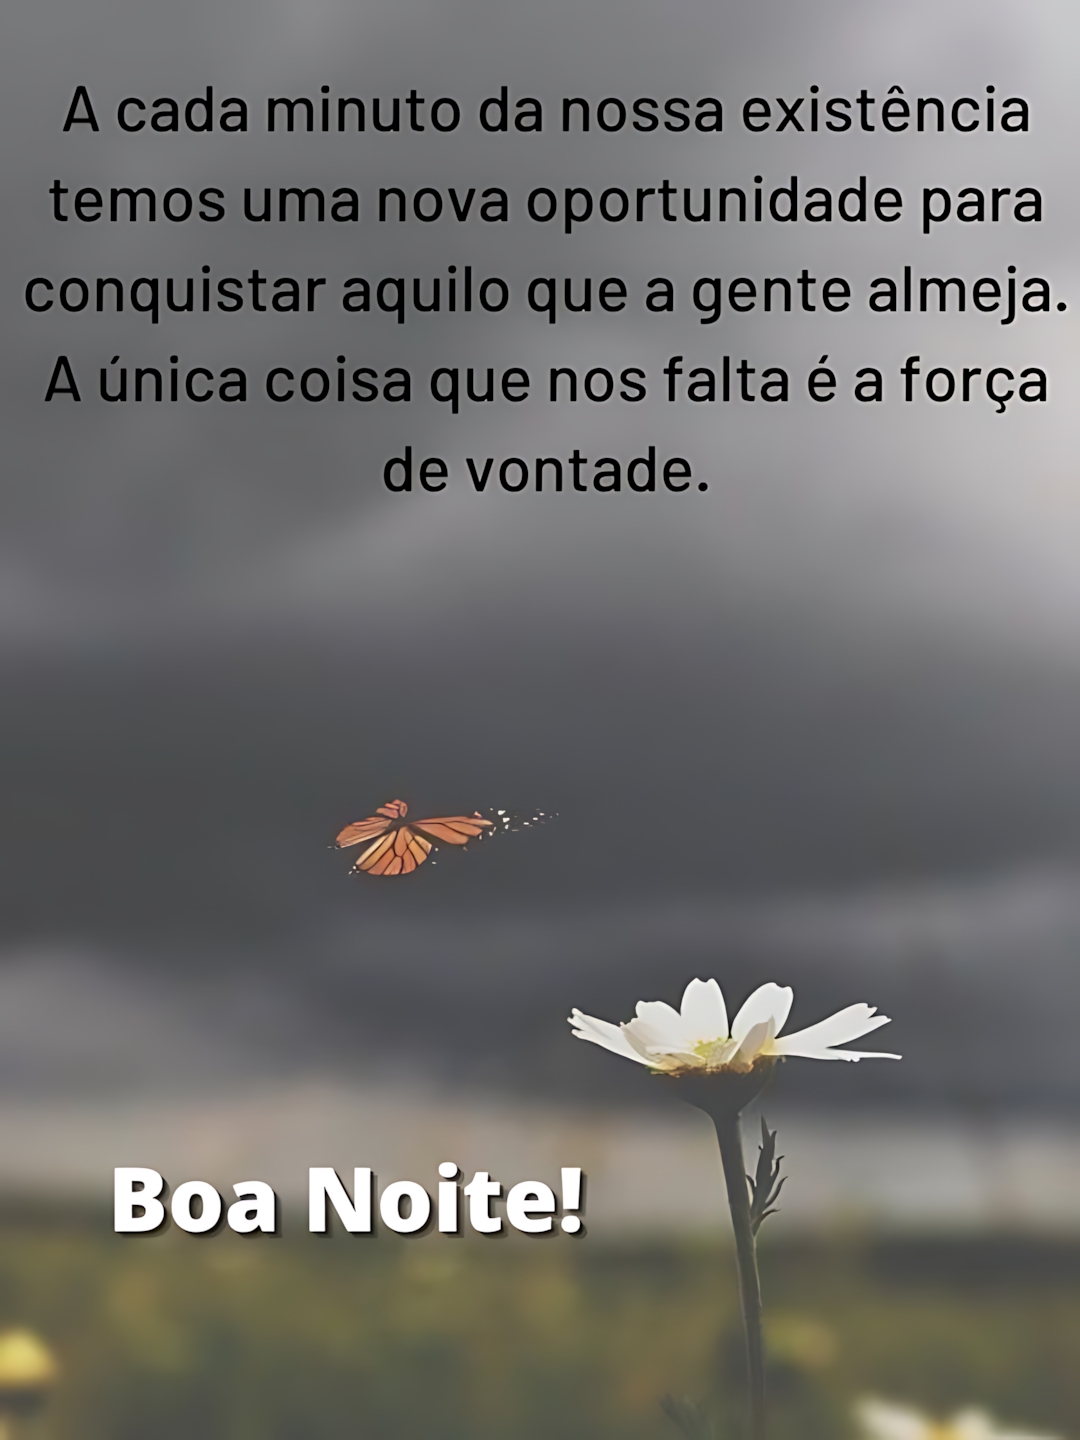 A cada minuto da nossa existência
temos uma nova oportunidade para
conquistar aquilo que a gente almeja.
A única coisa que nos falta é a força
de vontade.
Boa Noite!